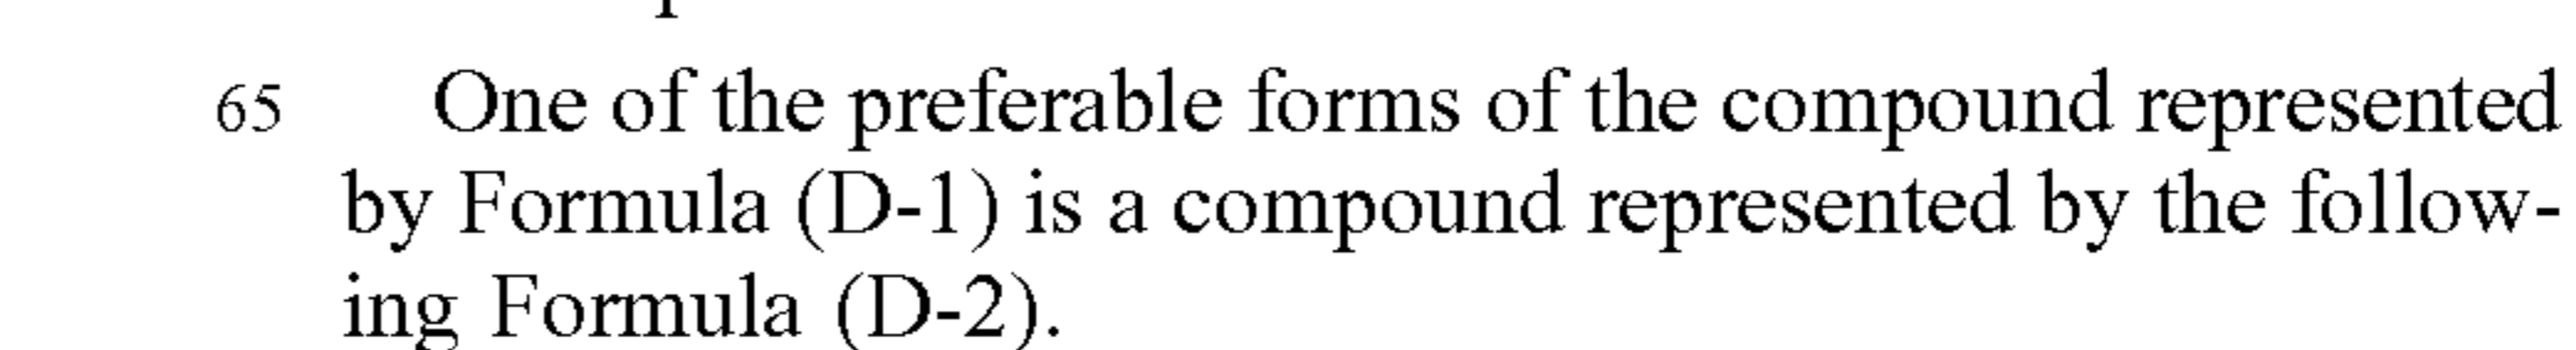 65 One of the preferable forms of the compound represented
by Formula (D-1) is a compound represented by the follow-
ing Formula (D-2).